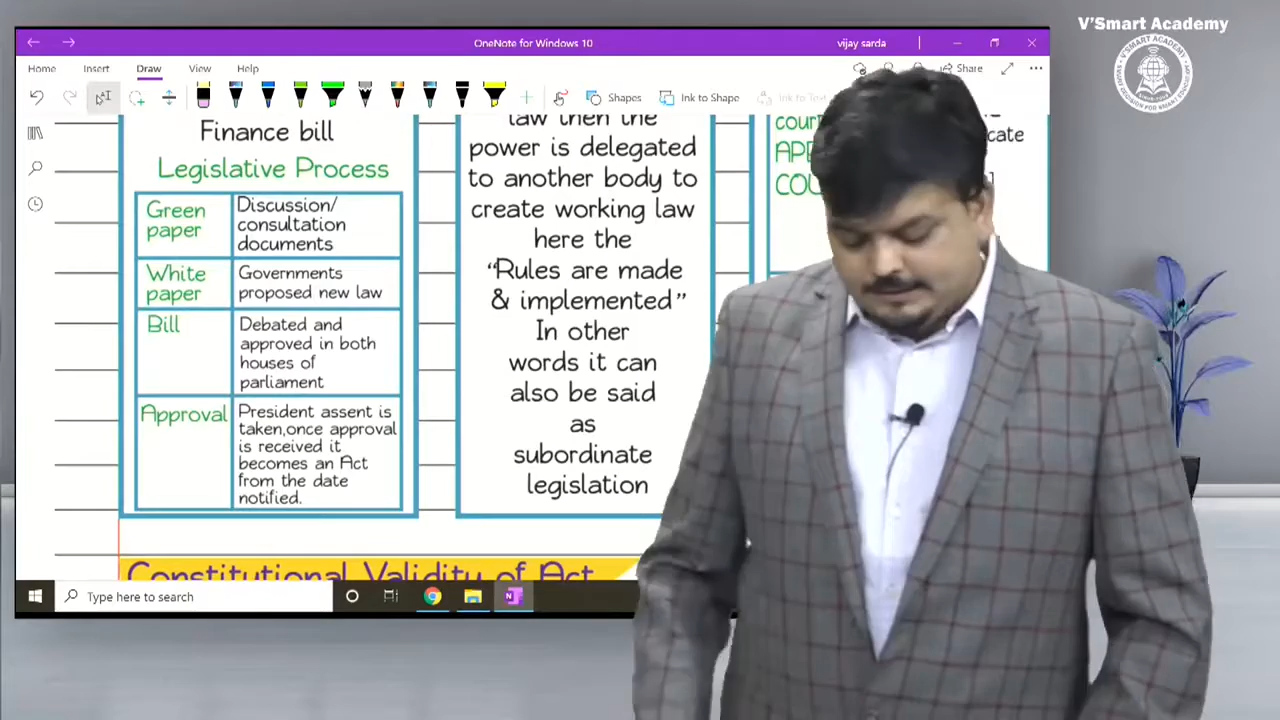 V'Smart Academy
OneNote for Windows 10
vijay sarda
Home Insert Draw View Help
Share
Shapes
Ink to Shape
Ink to Text
Finance bill
Legislative Process
Green paper
Discussion/
consultation
documents
White paper
Governments
proposed new law
Bill
Debated and
approved in both
houses of
parliament
Approval
President assent is
taken,once approval
is received it
becomes an Act
from the date
notified.
law then the
power is delegated
to another body to
create working law
here the
“Rules are made
& implemented”
In other
words it can
also be said
as
subordinate
legislation
cate
Constitutional Validity of Act
Type here to search